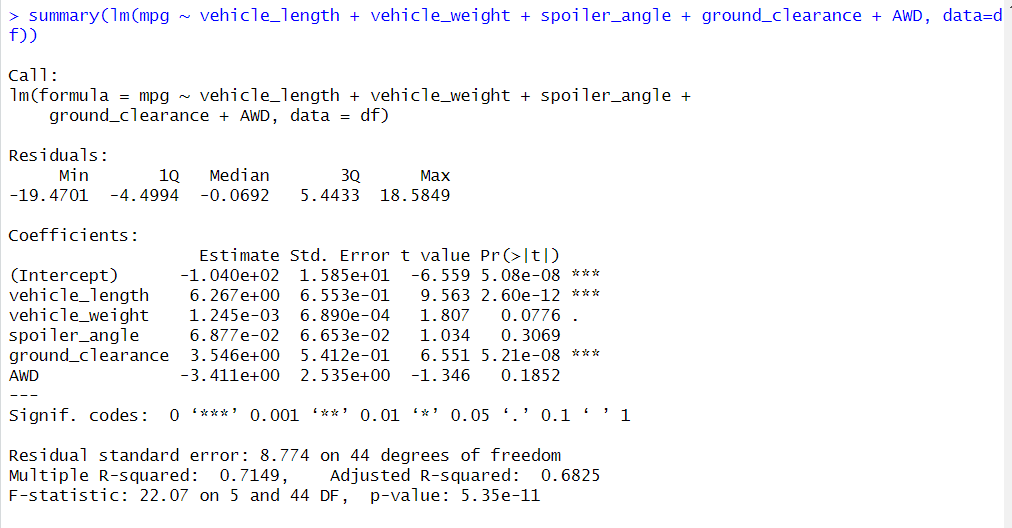 > summary(lm(mpg ~ vehicle_length + vehicle_weight + spoiler_angle + ground_clearance + AWD, data=d
f))
Call:
lm(formula = mpg ~ vehicle_length + vehicle_weight + spoiler_angle +
    ground_clearance + AWD, data = df)
Residuals:
     Min       1Q   Median       3Q      Max
-19.4701  -4.4994  -0.0692   5.4433  18.5849
Coefficients:
                   Estimate Std. Error t value Pr(>|t|)
(Intercept)      -1.040e+02  1.585e+01  -6.559 5.08e-08 ***
vehicle_length    6.267e+00  6.553e-01   9.563 2.60e-12 ***
vehicle_weight    1.245e-03  6.890e-04   1.807   0.0776 .
spoiler_angle     6.877e-02  6.653e-02   1.034   0.3069
ground_clearance  3.546e+00  5.412e-01   6.551 5.21e-08 ***
AWD              -3.411e+00  2.535e+00  -1.346   0.1852
---
Signif. codes:  0 ‘***’ 0.001 ‘**’ 0.01 ‘*’ 0.05 ‘.’ 0.1 ‘ ’ 1
Residual standard error: 8.774 on 44 degrees of freedom
Multiple R-squared:  0.7149,	Adjusted R-squared:  0.6825
F-statistic: 22.07 on 5 and 44 DF,  p-value: 5.35e-11